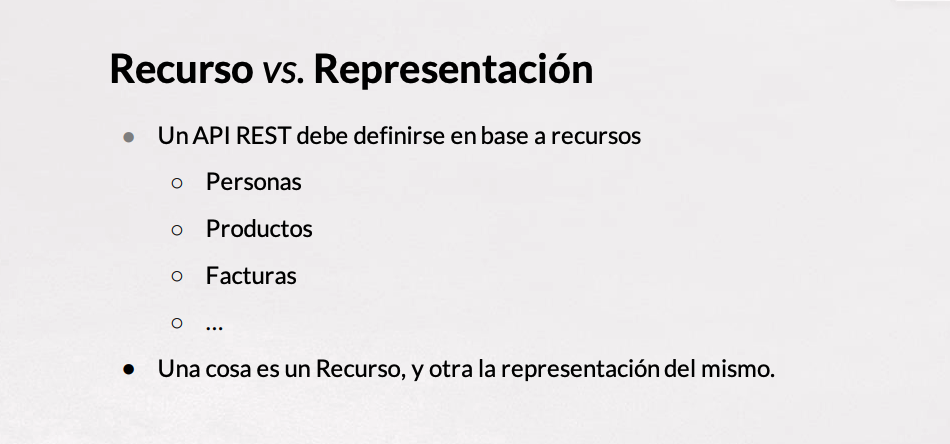 Recurso vs. Representación
● Un API REST debe definirse en base a recursos
○ Personas
○ Productos
○ Facturas
○ ...
● Una cosa es un Recurso, y otra la representación del mismo.